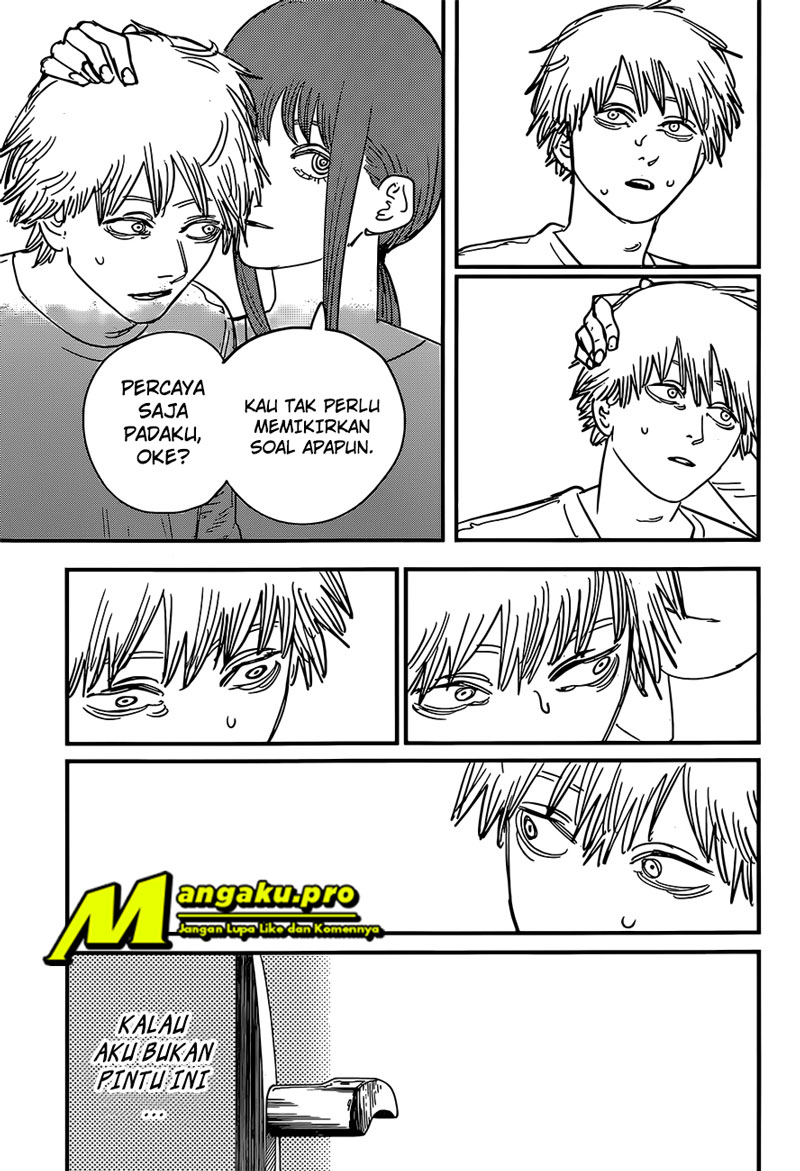 KAU TAK PERLU
MEMIKIRKAN
SOAL APAPUN.
PERCAYA
SAJA
PADAKU,
OKE?
Mangaku.pro
Jangan Lupa Like dan Komennya
KALAU
AKU BUKAN
PINTU INI
...